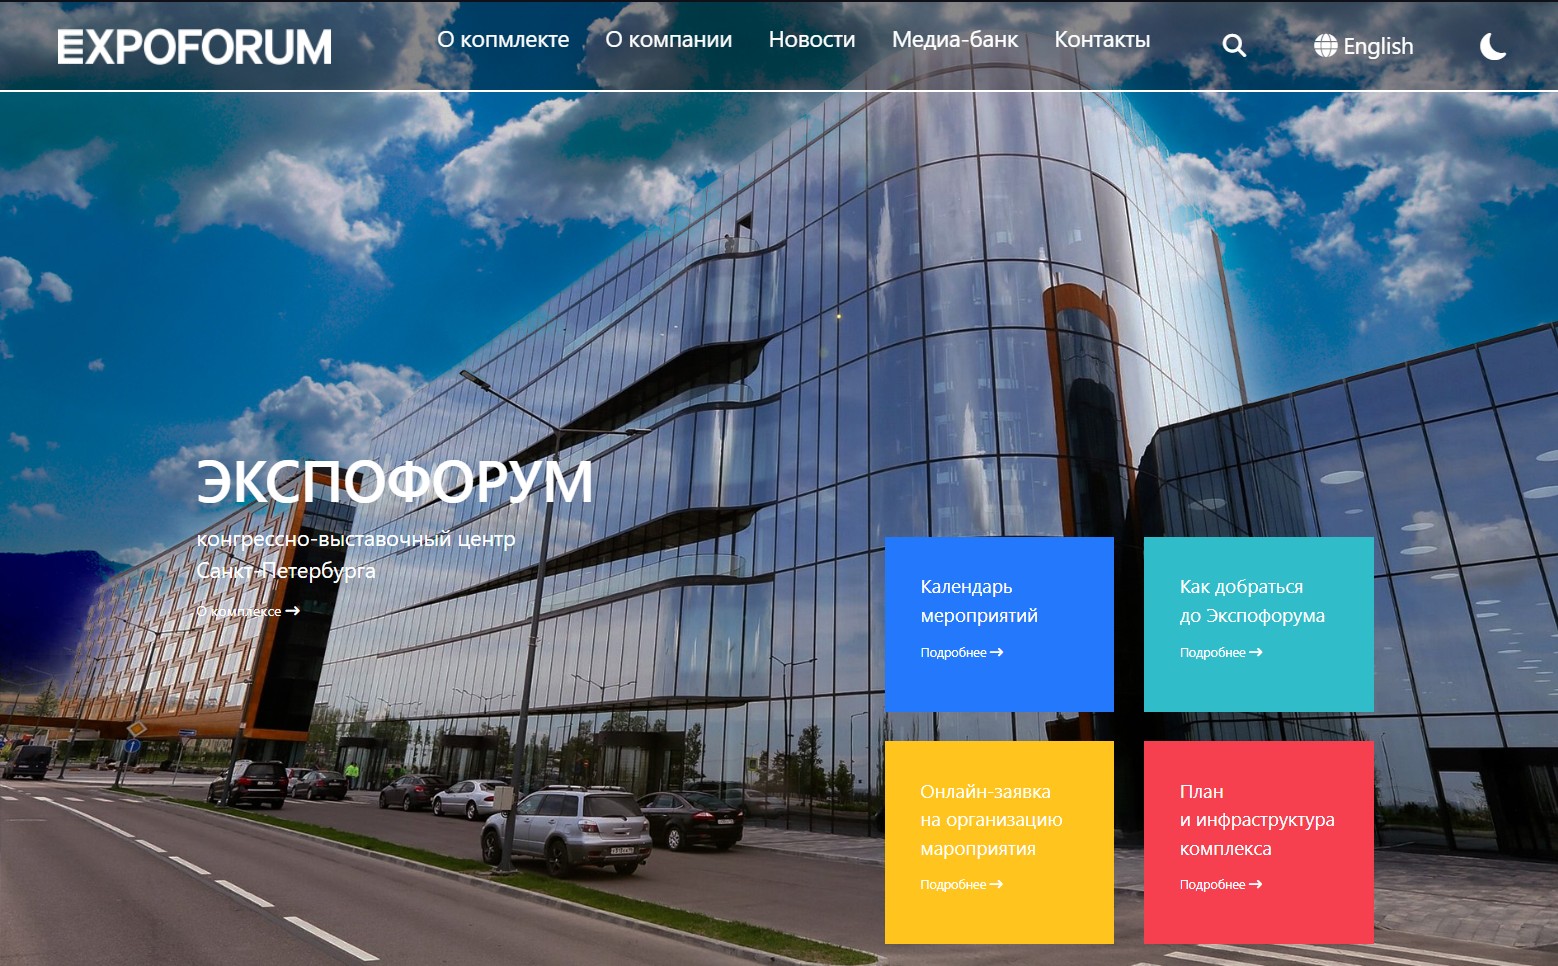 EXPOFORUM
О копмлекте
О компании
Новости
Медиа-банк
Контакты
English
ЭКСПОФОРУМ
конгрессно-выставочный центр
Санкт-Петербурга
О комплексе
Календарь
мероприятий
Подробнее
Как добраться
до Экспофорума
Подробнее
Онлайн-заявка
на организацию
мароприятия
Подробнее
План
и инфраструктура
комплекса
Подробнее